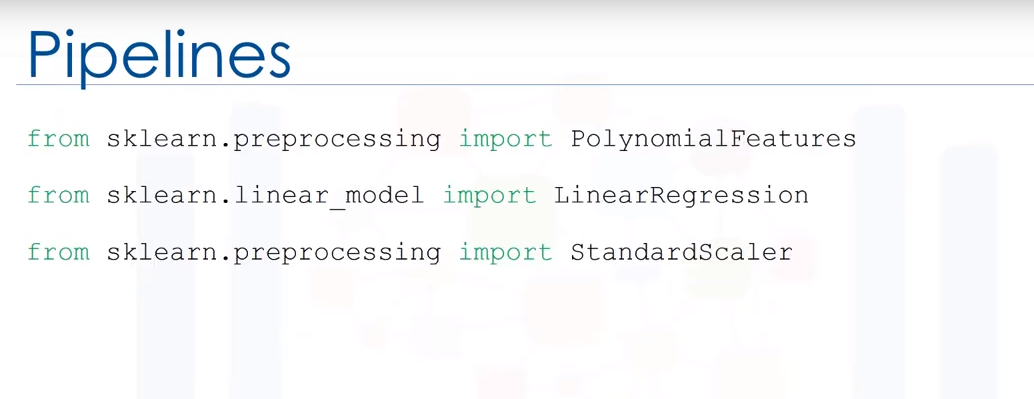 Pipelines
from sklearn.preprocessing import PolynomialFeatures
from sklearn.linear_model import LinearRegression
from sklearn.preprocessing import StandardScaler